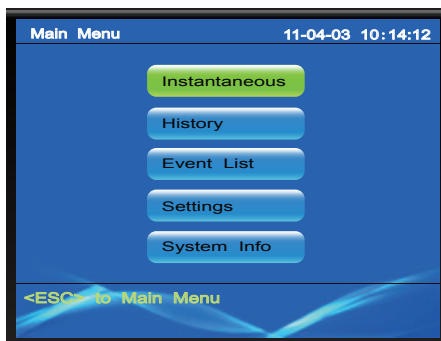 Main Menu 11-04-03 10:14:12
Instantaneous
History
Event List
Settings
System Info
<ESC> to Main Menu